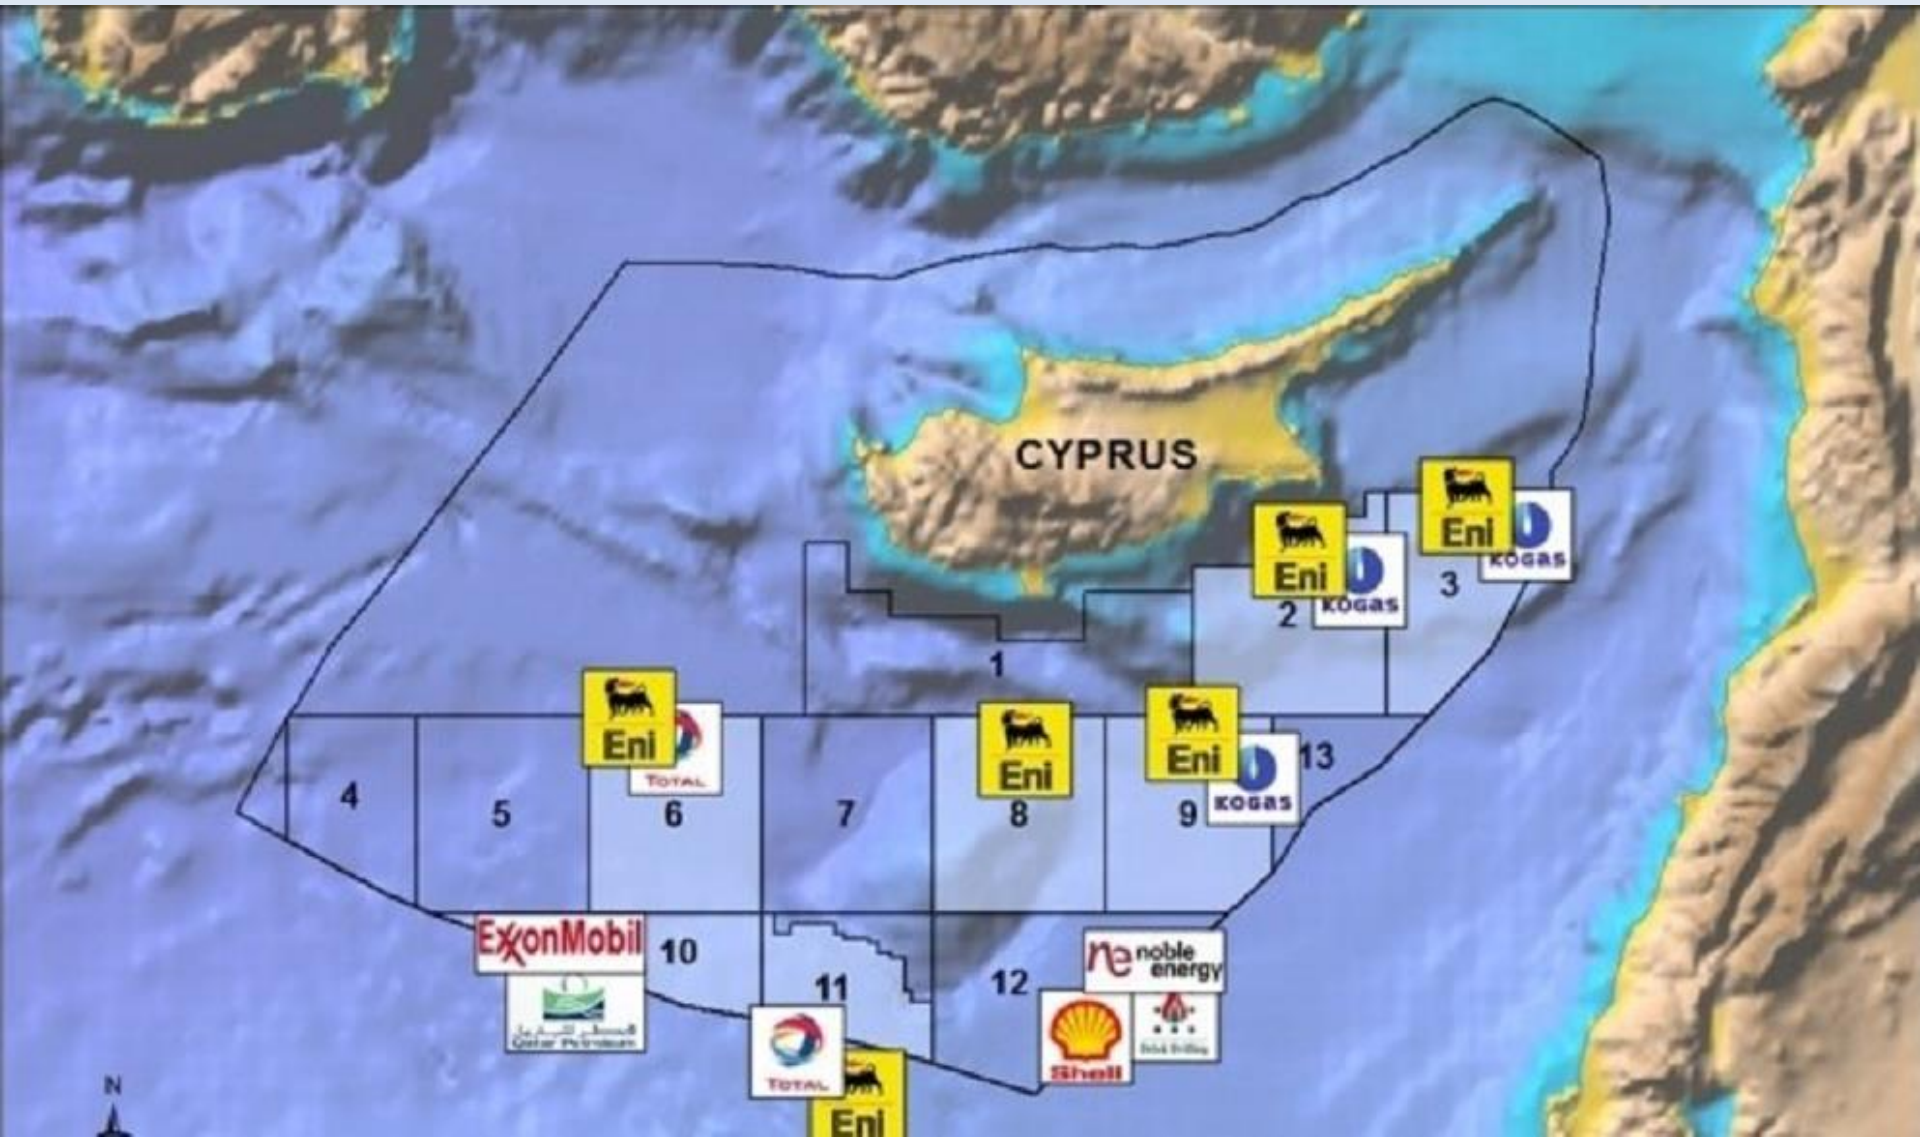 CYPRUS
Eni
KOGas
3
Eni
KOGas
2
1
Eni
TOTAL
6
Eni
8
Eni
KOGas
9
13
4
5
7
ExxonMobil
10
Qatar Petroleum
11
TOTAL
Eni
12
noble
energy
Shell
N